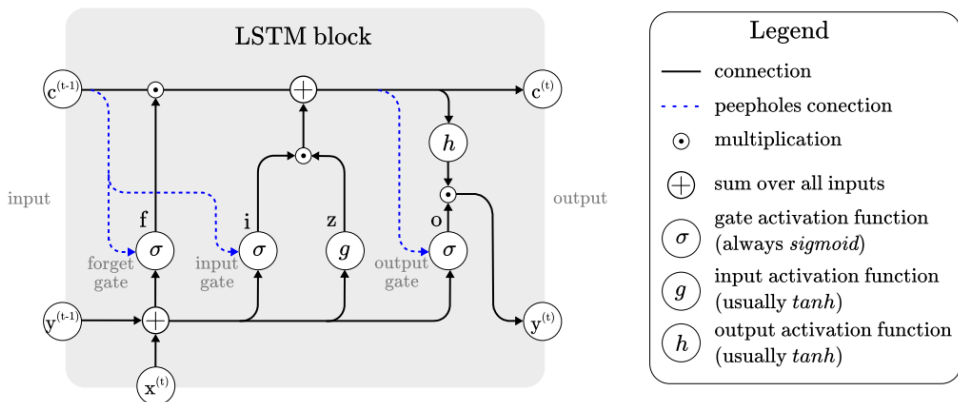 LSTM block
c(t-1)
c(t)
h
input
output
f
i
z
o
σ
σ
g
σ
forget
gate
input
gate
output
gate
y(t-1)
y(t)
x(t)
Legend
connection
peepholes conection
multiplication
sum over all inputs
σ
gate activation function
(always sigmoid)
g
input activation function
(usually tanh)
h
output activation function
(usually tanh)